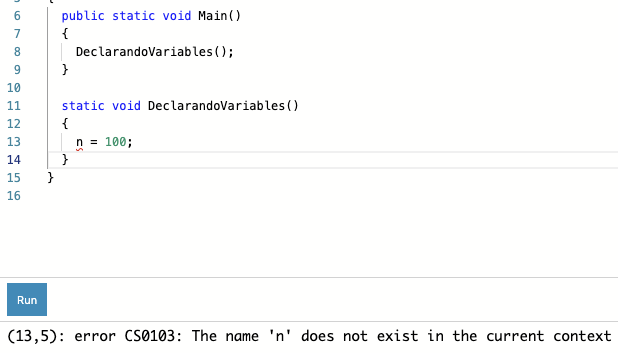 6 public static void Main()
7 {
8 DeclarandoVariables();
9 }
10
11 static void DeclarandoVariables()
12 {
13 n = 100;
14 }
15 }
16
Run
(13,5): error CS0103: The name 'n' does not exist in the current context